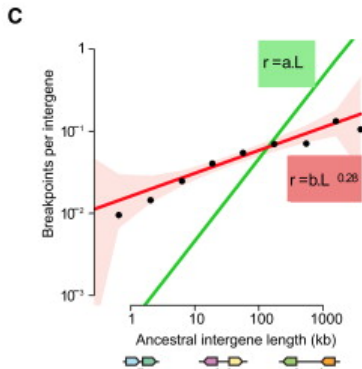 C
Breakpoints per intergene
1
10⁻¹
10⁻²
10⁻³
r =a.L
r=b.L 0.28
1 10 100 1000
Ancestral intergene length (kb)